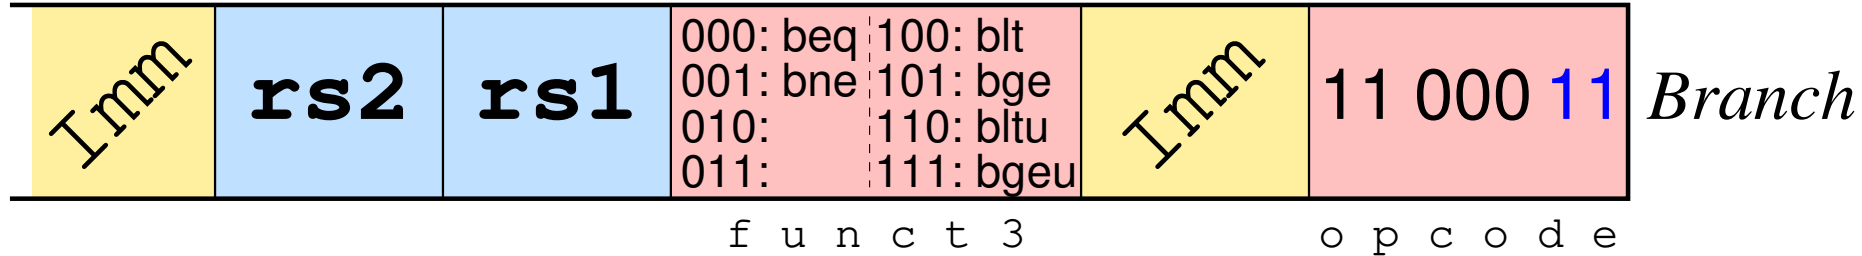 Imm rs2 rs1 000: beq 100: blt Imm 11 000 11 Branch
001: bne 101: bge
010: 110: bltu
011: 111: bgeu
funct3 opcode